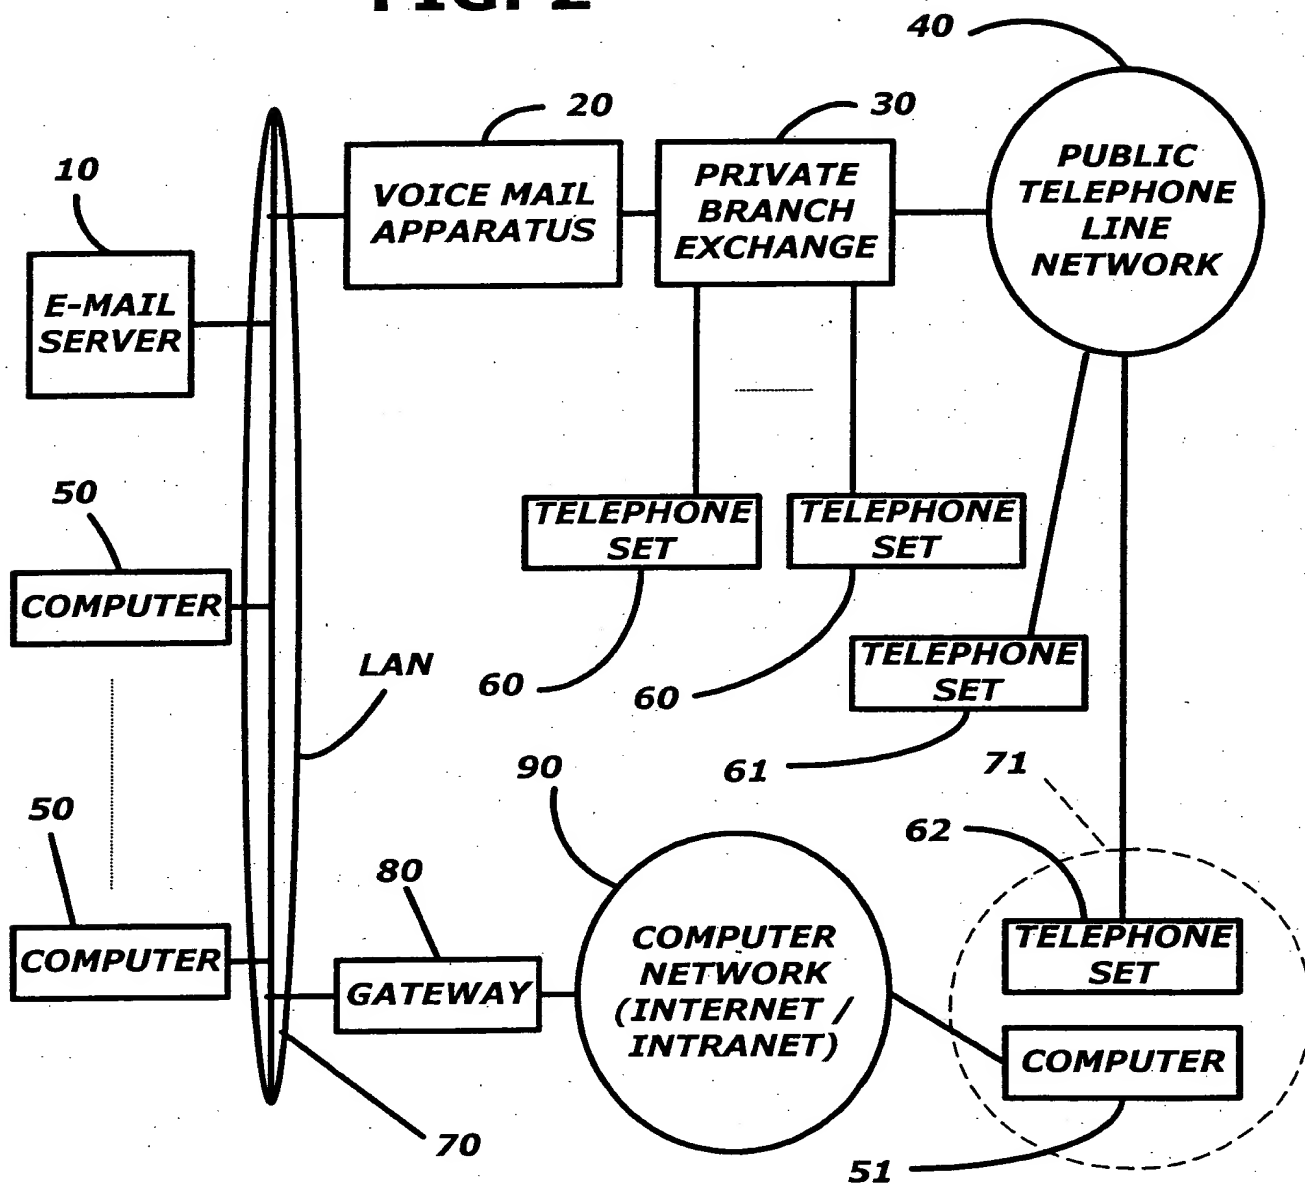 40
20
30
10
VOICE MAIL
APPARATUS
PRIVATE
BRANCH
EXCHANGE
PUBLIC
TELEPHONE
LINE
NETWORK
E-MAIL
SERVER
50
TELEPHONE
SET
TELEPHONE
SET
COMPUTER
LAN
60
60
TELEPHONE
SET
61
71
90
50
62
80
COMPUTER
GATEWAY
COMPUTER
NETWORK
(INTERNET /
INTRANET)
TELEPHONE
SET
COMPUTER
70
51